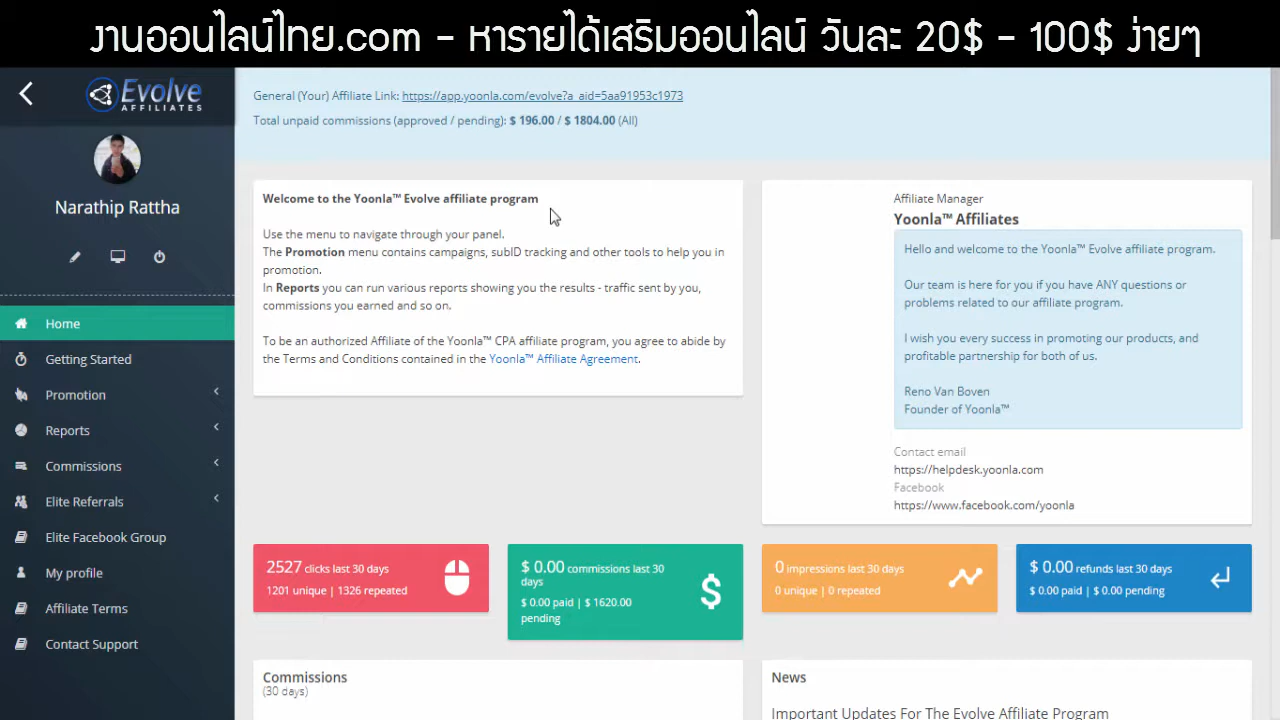 งานออนไลน์ไทย.com - หารายได้เสริมออนไลน์ วันละ 20$ - 100$ ง่ายๆ
Evolve
AFFILIATES
Narathip Rattha
Home
Getting Started
Promotion
Reports
Commissions
Elite Referrals
Elite Facebook Group
My profile
Affiliate Terms
Contact Support
General (Your) Affiliate Link: https://app.yoonla.com/evolve?a_aid=5aa91953c1973
Total unpaid commissions (approved / pending): $ 196.00 / $ 1804.00 (All)
Welcome to the Yoonla™ Evolve affiliate program
Use the menu to navigate through your panel.
The Promotion menu contains campaigns, subID tracking and other tools to help you in
promotion.
In Reports you can run various reports showing you the results - traffic sent by you,
commissions you earned and so on.
To be an authorized Affiliate of the Yoonla™ CPA affiliate program, you agree to abide by
the Terms and Conditions contained in the Yoonla™ Affiliate Agreement.
Affiliate Manager
Yoonla™ Affiliates
Hello and welcome to the Yoonla™ Evolve affiliate program.
Our team is here for you if you have ANY questions or
problems related to our affiliate program.
I wish you every success in promoting our products, and
profitable partnership for both of us.
Reno Van Boven
Founder of Yoonla™
Contact email
https://helpdesk.yoonla.com
Facebook
https://www.facebook.com/yoonla
2527 clicks last 30 days
1201 unique | 1326 repeated
$ 0.00 commissions last 30
days
$ 0.00 paid | $ 1620.00
pending
0 impressions last 30 days
0 unique | 0 repeated
$ 0.00 refunds last 30 days
$ 0.00 paid | $ 0.00 pending
Commissions
(30 days)
News
Important Updates For The Evolve Affiliate Program